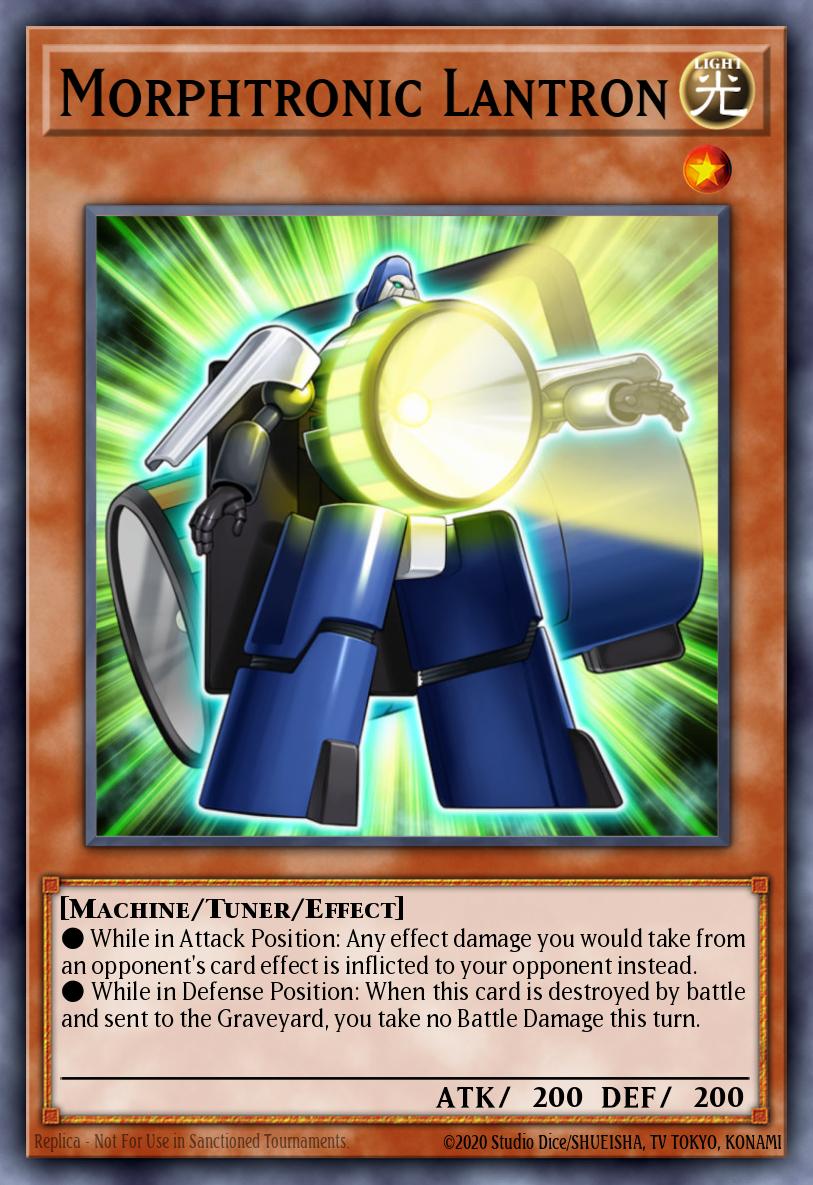 Morphtronic Lantron
LIGHT
光
[Machine/Tuner/Effect]
● While in Attack Position: Any effect damage you would take from
an opponent's card effect is inflicted to your opponent instead.
● While in Defense Position: When this card is destroyed by battle
and sent to the Graveyard, you take no Battle Damage this turn.
ATK/ 200 DEF/ 200
Replica - Not For Use in Sanctioned Tournaments. ©2020 Studio Dice/SHUEISHA, TV TOKYO, KONAMI